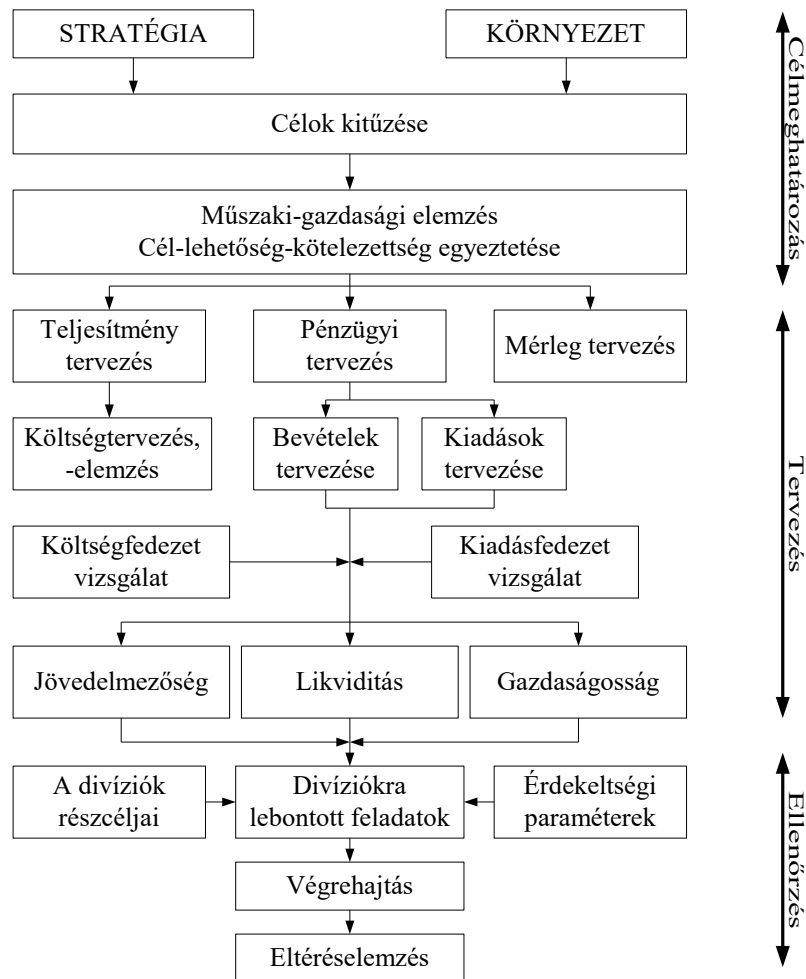 STRATÉGIA
KÖRNYEZET
Célok kitűzése
Műszaki-gazdasági elemzés
Cél-lehetőség-kötelezettség egyeztetése
Célmeghatározás
Teljesítmény
tervezés
Pénzügyi
tervezés
Mérleg tervezés
Költségtervezés,
-elemzés
Bevételek
tervezése
Kiadások
tervezése
Költségfedezet
vizsgálat
Kiadásfedezet
vizsgálat
Jövedelmezőség
Likviditás
Gazdaságosság
Tervezés
A divíziók
részcéljai
Divíziókra
lebontott feladatok
Érdekeltségi
paraméterek
Végrehajtás
Eltéréselemzés
Ellenőrzés